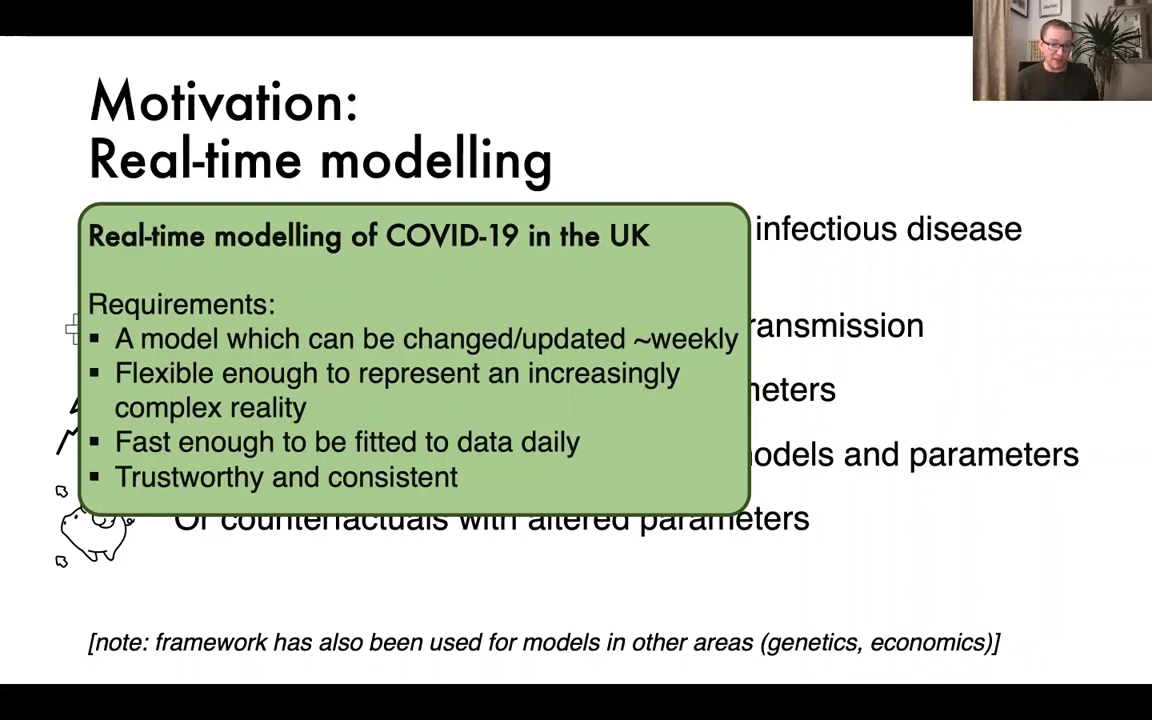 Motivation:
Real-time modelling
infectious disease
Real-time modelling of COVID-19 in the UK
Requirements:
ransmission
▪ A model which can be changed/updated ~weekly
▪ Flexible enough to represent an increasingly
complex reality
▪ Fast enough to be fitted to data daily
▪ Trustworthy and consistent
models and parameters
Or counterfactuals with altered parameters
[note: framework has also been used for models in other areas (genetics, economics)]